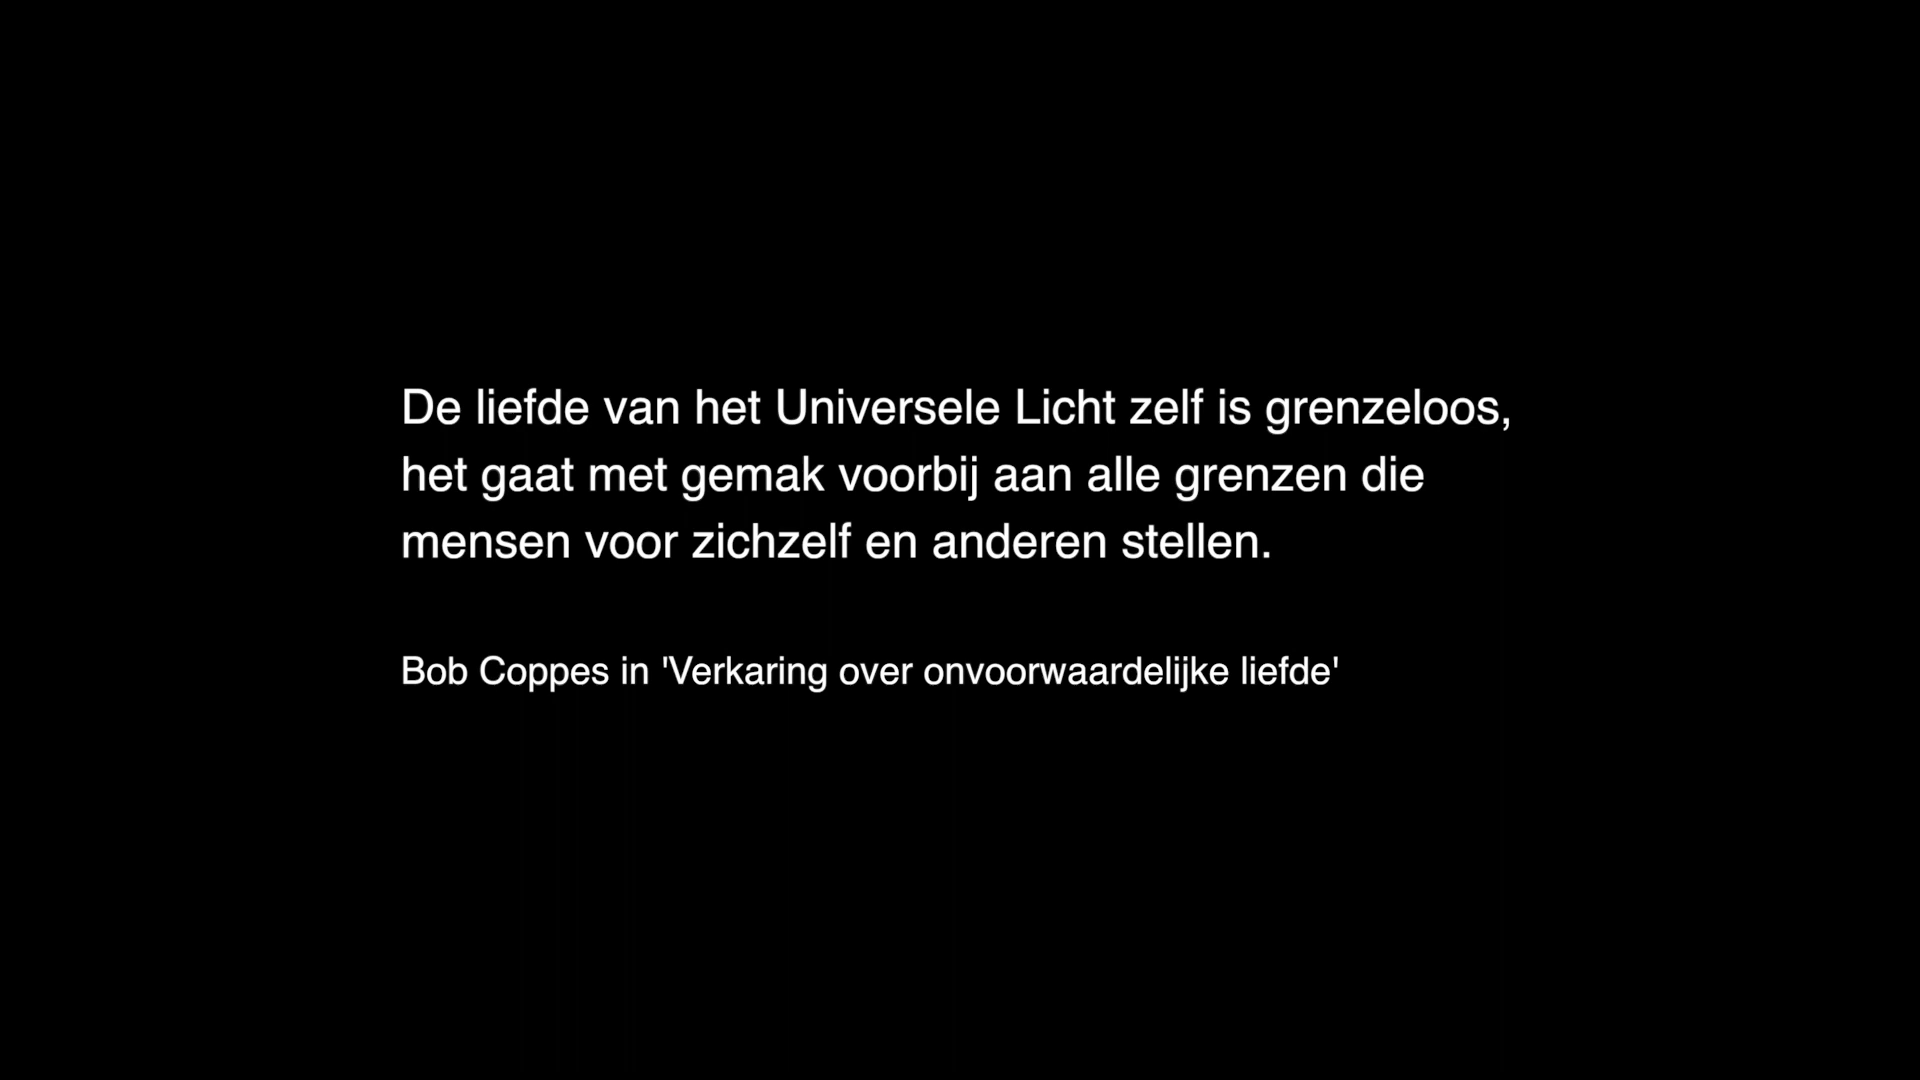 De liefde van het Universele Licht zelf is grenzeloos,
het gaat met gemak voorbij aan alle grenzen die
mensen voor zichzelf en anderen stellen.
Bob Coppes in 'Verkaring over onvoorwaardelijke liefde'